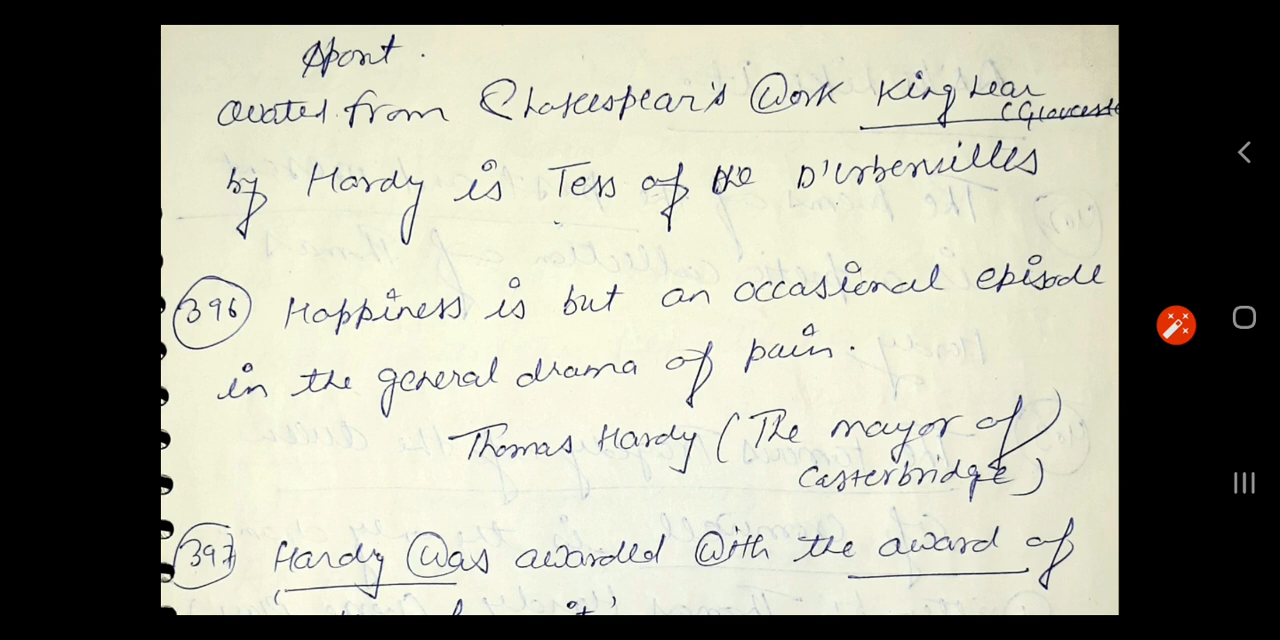 Sport.
Quoted from Shakespear's Work King Lear
(Glouceste
by Hardy is Tess of the D'Urbervilles
396 Happiness is but an occasional episode
in the general drama of pain.
Thomas Hardy (The mayor of
Casterbridge)
397 Hardy was awarded with the award of